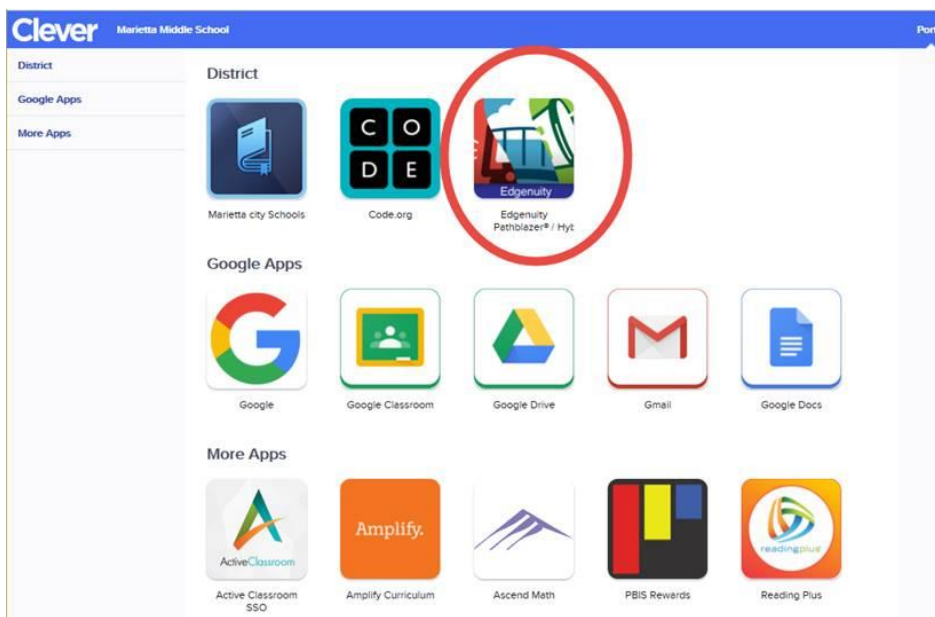 Clever Marietta Middle School Por
District
Google Apps
More Apps
District
CODE
Edgenuity
Marietta city Schools
Code.org
Edgenuity
Pathblazer® / Hyb
Google Apps
Google
Google Classroom
Google Drive
Gmail
Google Docs
More Apps
ActiveClassroom
Amplify.
readingplus
Active Classroom
SSO
Amplify Curriculum
Ascend Math
PBIS Rewards
Reading Plus